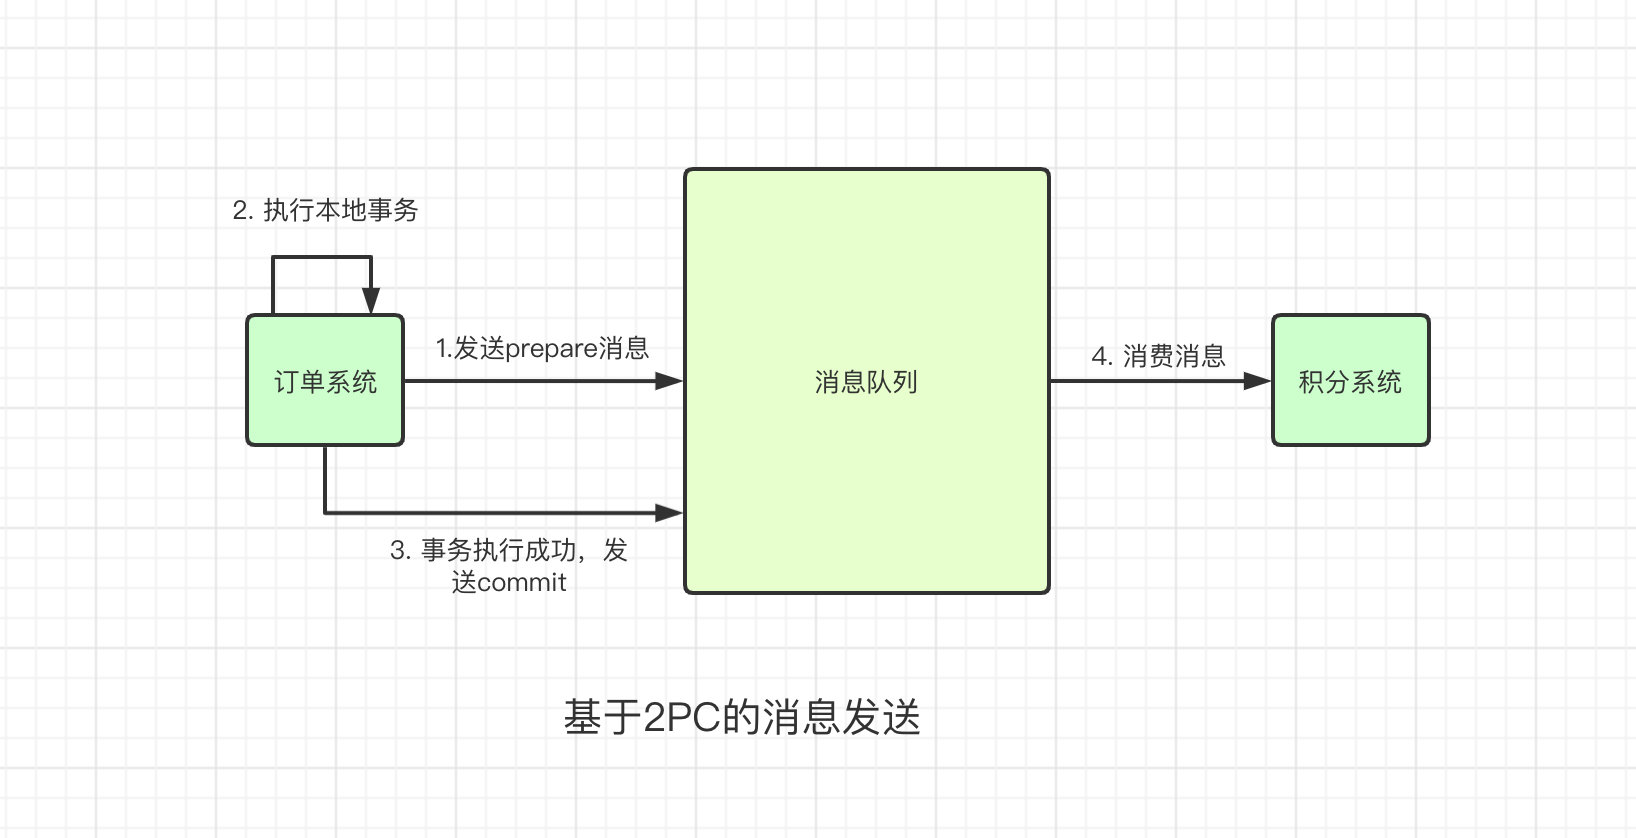 2. 执行本地事务
1.发送prepare消息
订单系统
消息队列
4. 消费消息
积分系统
3. 事务执行成功，发
送commit
基于2PC的消息发送